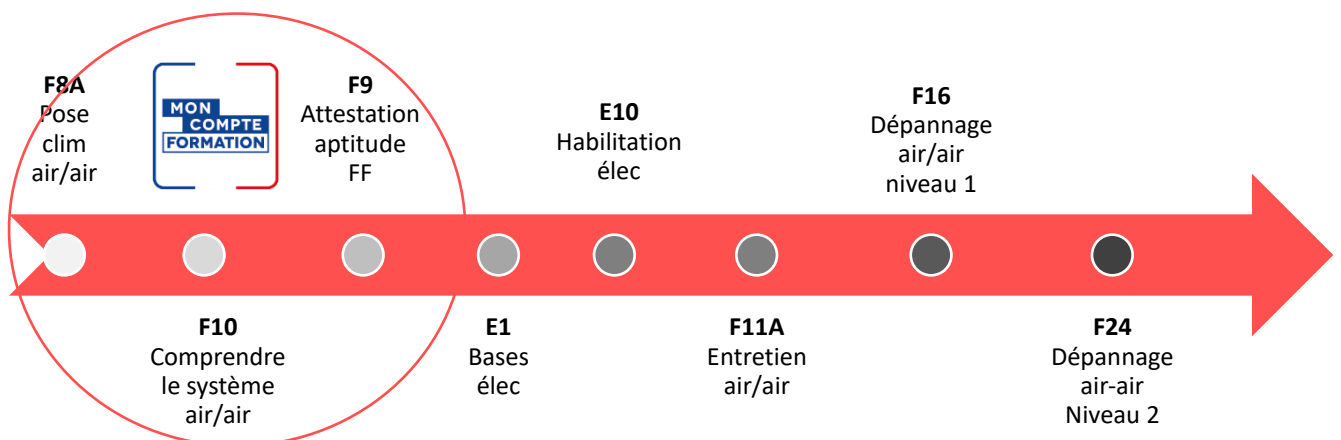 F8A
Pose
clim
air/air
MON
COMPTE
FORMATION
F9
Attestation
aptitude
FF
E10
Habilitation
élec
F16
Dépannage
air/air
niveau 1
F10
Comprendre
le système
air/air
E1
Bases
élec
F11A
Entretien
air/air
F24
Dépannage
air-air
Niveau 2